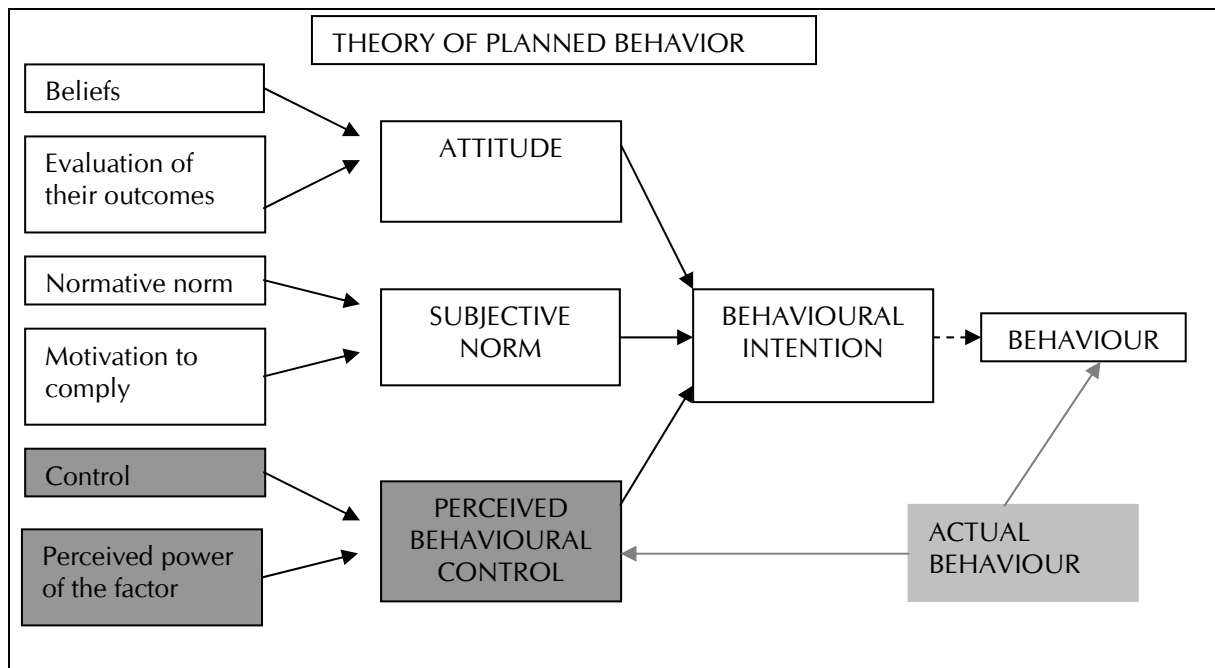 THEORY OF PLANNED BEHAVIOR
Beliefs
Evaluation of
their outcomes
ATTITUDE
Normative norm
Motivation to
comply
SUBJECTIVE
NORM
BEHAVIOURAL
INTENTION
BEHAVIOUR
Control
Perceived power
of the factor
PERCEIVED
BEHAVIOURAL
CONTROL
ACTUAL
BEHAVIOUR